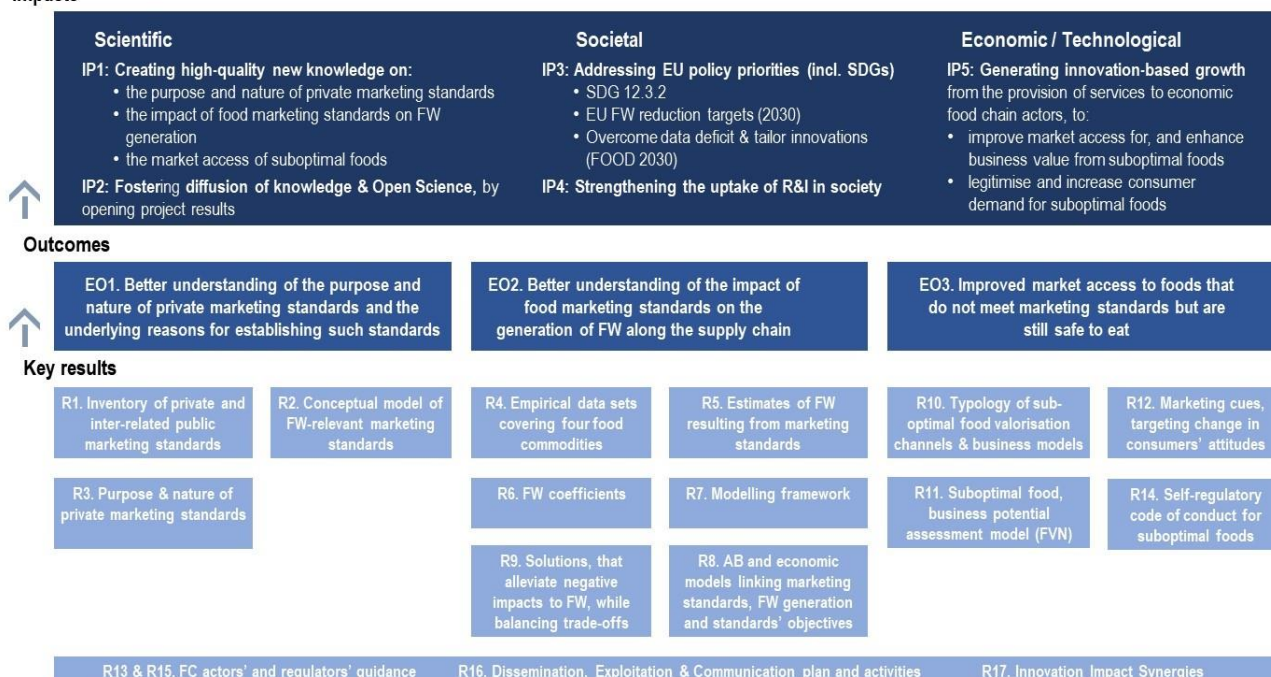 Impacts
Scientific
IP1: Creating high-quality new knowledge on:
• the purpose and nature of private marketing standards
• the impact of food marketing standards on FW
generation
• the market access of suboptimal foods
IP2: Fostering diffusion of knowledge & Open Science, by
opening project results
Societal
IP3: Addressing EU policy priorities (incl. SDGs)
• SDG 12.3.2
• EU FW reduction targets (2030)
• Overcome data deficit & tailor innovations
(FOOD 2030)
IP4: Strengthening the uptake of R&I in society
Economic / Technological
IP5: Generating innovation-based growth
from the provision of services to economic
food chain actors, to:
• improve market access for, and enhance
business value from suboptimal foods
• legitimise and increase consumer
demand for suboptimal foods
Outcomes
EO1. Better understanding of the purpose and
nature of private marketing standards and the
underlying reasons for establishing such standards
EO2. Better understanding of the impact of
food marketing standards on the
generation of FW along the supply chain
EO3. Improved market access to foods that
do not meet marketing standards but are
still safe to eat
Key results
R1. Inventory of private and
inter-related public
marketing standards
R2. Conceptual model of
FW-relevant marketing
standards
R4. Empirical data sets
covering four food
commodities
R5. Estimates of FW
resulting from marketing
standards
R10. Typology of sub-
optimal food valorisation
channels & business models
R12. Marketing cues,
targeting change in
consumers' attitudes
R3. Purpose & nature of
private marketing standards
R6. FW coefficients
R7. Modelling framework
R11. Suboptimal food,
business potential
assessment model (FVN)
R14. Self-regulatory
code of conduct for
suboptimal foods
R9. Solutions, that
alleviate negative
impacts to FW, while
balancing trade-offs
R8. AB and economic
models linking marketing
standards, FW generation
and standards' objectives
R13 & R15. FC actors' and regulators' guidance
R16. Dissemination, Exploitation & Communication plan and activities
R17. Innovation Impact Synergies